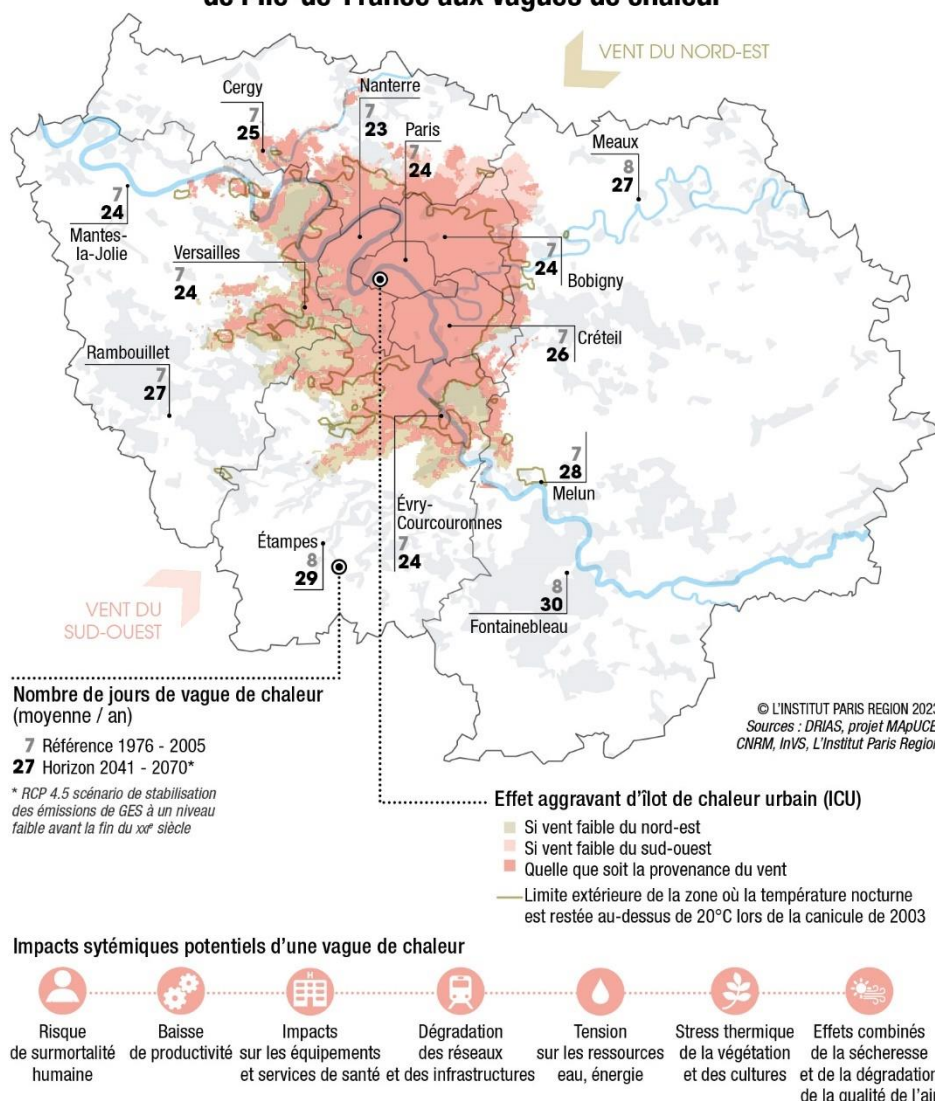 de l'Île-de-France aux vagues de chaleur
VENT DU NORD-EST
Cergy
7
25
Nanterre
7
23
Paris
7
24
Meaux
8
27
7
24
Mantes-
la-Jolie
Versailles
7
24
7
24
Bobigny
Rambouillet
7
27
7
26
Créteil
7
28
Melun
Évry-
Courcouronnes
7
24
Étampes
8
29
8
30
Fontainebleau
VENT DU
SUD-OUEST
Nombre de jours de vague de chaleur
(moyenne / an)
7 Référence 1976 - 2005
27 Horizon 2041 - 2070*
* RCP 4.5 scénario de stabilisation
des émissions de GES à un niveau
faible avant la fin du XXIᵉ siècle
© L'INSTITUT PARIS REGION 2023
Sources : DRIAS, projet MApUCE,
CNRM, InVS, L'Institut Paris Region
Effet aggravant d'îlot de chaleur urbain (ICU)
Si vent faible du nord-est
Si vent faible du sud-ouest
Quelle que soit la provenance du vent
Limite extérieure de la zone où la température nocturne
est restée au-dessus de 20°C lors de la canicule de 2003
Impacts sytémiques potentiels d'une vague de chaleur
H
Risque
de surmortalité
humaine
Baisse
de productivité
Impacts
sur les équipements
et services de santé
Dégradation
des réseaux
et des infrastructures
Tension
sur les ressources
eau, énergie
Stress thermique
de la végétation
et des cultures
Effets combinés
de la sécheresse
et de la dégradation
de la qualité de l'air